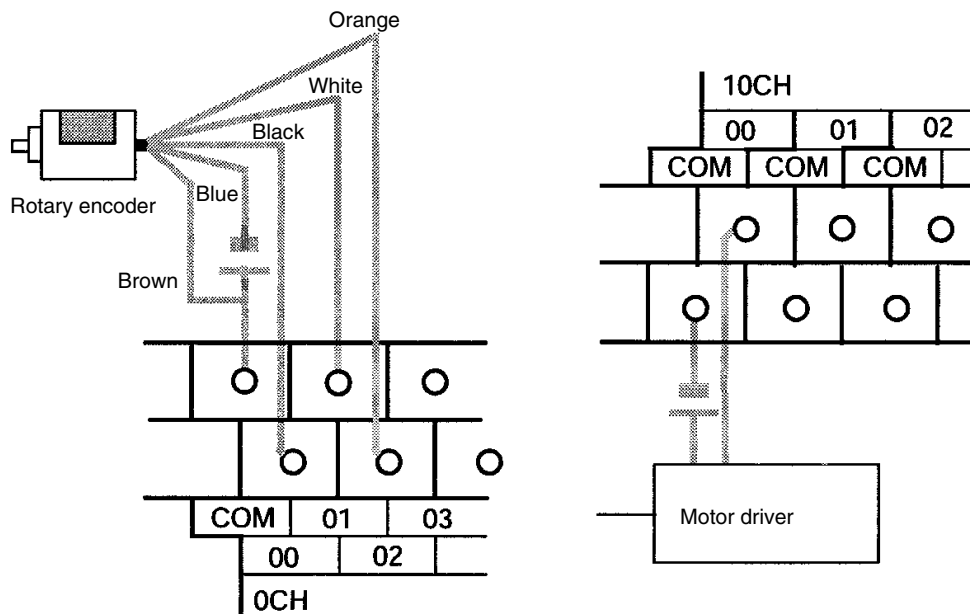 Orange
White
Black
Blue
Rotary encoder
Brown
COM 01 03
00 02
0CH
10CH
00 01 02
COM COM COM
Motor driver